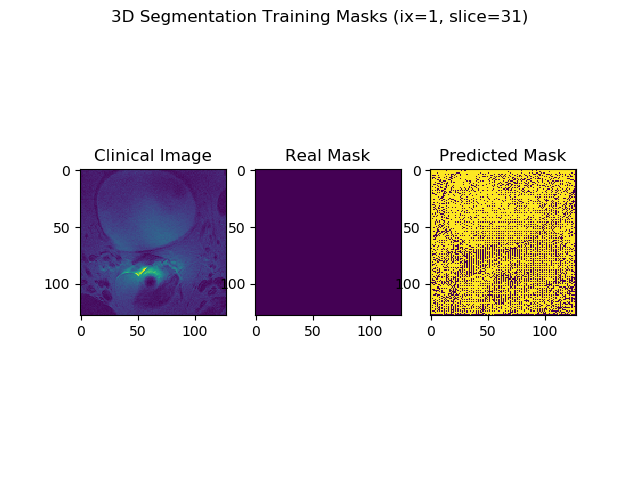 3D Segmentation Training Masks (ix=1, slice=31)
Clinical Image Real Mask Predicted Mask
0 0 0
50 50 50
100 100 100
0 50 100 0 50 100 0 50 100